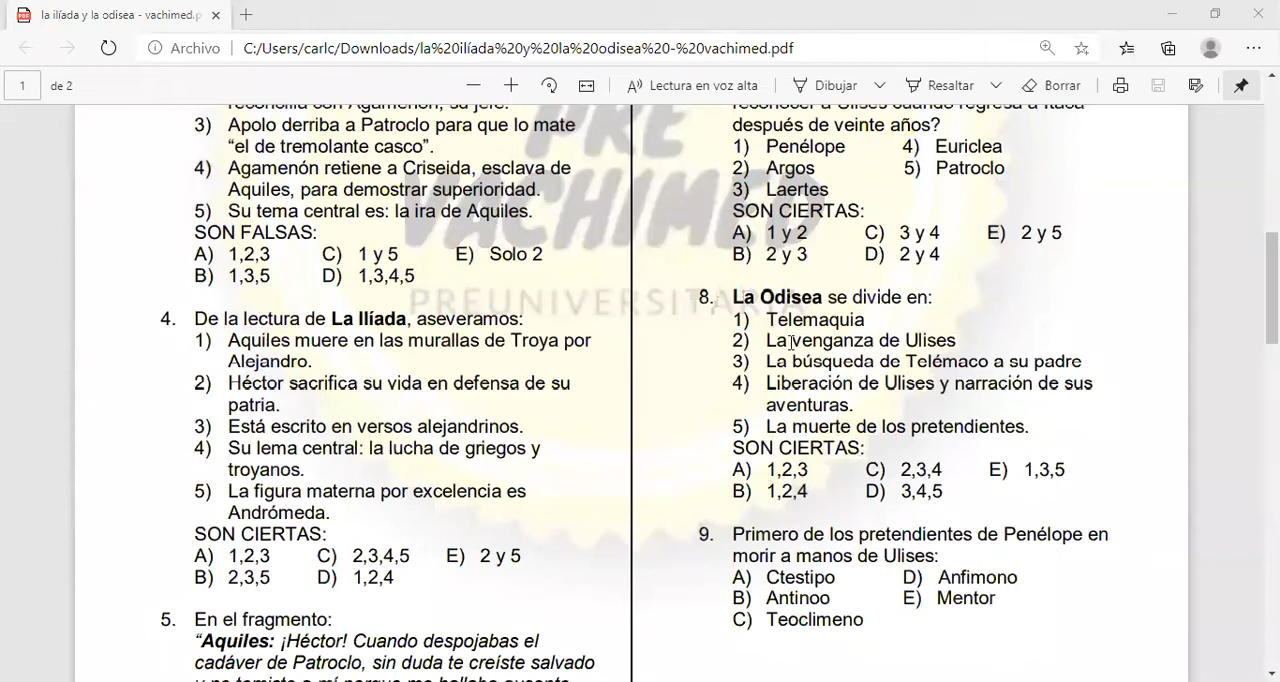 la ilíada y la odisea - vachimed.p
Archivo
C:/Users/carlc/Downloads/la%20ilíada%20y%20la%20odisea%20-%20vachimed.pdf
1 de 2
Lectura en voz alta
Dibujar
Resaltar
Borrar
reconcilia con Agamenón, su jefe.
3) Apolo derriba a Patroclo para que lo mate
“el de tremolante casco”.
4) Agamenón retiene a Criseida, esclava de
Aquiles, para demostrar superioridad.
5) Su tema central es: la ira de Aquiles.
SON FALSAS:
A) 1,2,3 C) 1 y 5 E) Solo 2
B) 1,3,5 D) 1,3,4,5
4. De la lectura de La Ilíada, aseveramos:
1) Aquiles muere en las murallas de Troya por
Alejandro.
2) Héctor sacrifica su vida en defensa de su
patria.
3) Está escrito en versos alejandrinos.
4) Su lema central: la lucha de griegos y
troyanos.
5) La figura materna por excelencia es
Andrómeda.
SON CIERTAS:
A) 1,2,3 C) 2,3,4,5 E) 2 y 5
B) 2,3,5 D) 1,2,4
5. En el fragmento:
“Aquiles: ¡Héctor! Cuando despojabas el
cadáver de Patroclo, sin duda te creíste salvado
reconocer a Ulises cuando regresa a Ítaca
después de veinte años?
1) Penélope 4) Euriclea
2) Argos 5) Patroclo
3) Laertes
SON CIERTAS:
A) 1 y 2 C) 3 y 4 E) 2 y 5
B) 2 y 3 D) 2 y 4
8. La Odisea se divide en:
1) Telemaquia
2) La venganza de Ulises
3) La búsqueda de Telémaco a su padre
4) Liberación de Ulises y narración de sus
aventuras.
5) La muerte de los pretendientes.
SON CIERTAS:
A) 1,2,3 C) 2,3,4 E) 1,3,5
B) 1,2,4 D) 3,4,5
9. Primero de los pretendientes de Penélope en
morir a manos de Ulises:
A) Ctestipo D) Anfimono
B) Antinoo E) Mentor
C) Teoclimeno
PRE
VACHIMED
PREUNIVERSITARIA